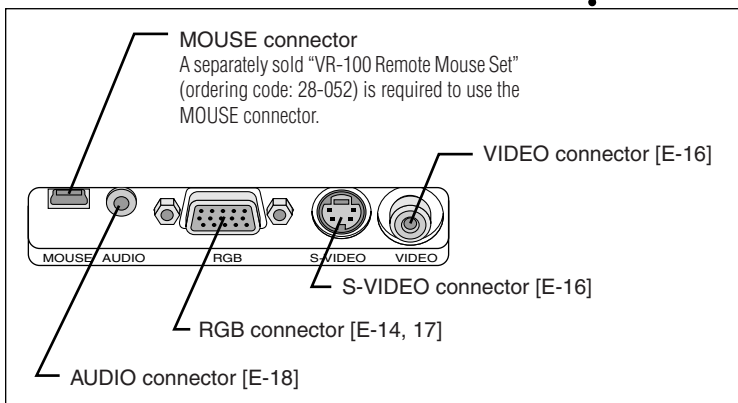 MOUSE connector
A separately sold “VR-100 Remote Mouse Set”
(ordering code: 28-052) is required to use the
MOUSE connector.
VIDEO connector [E-16]
MOUSE AUDIO RGB S-VIDEO VIDEO
S-VIDEO connector [E-16]
RGB connector [E-14, 17]
AUDIO connector [E-18]